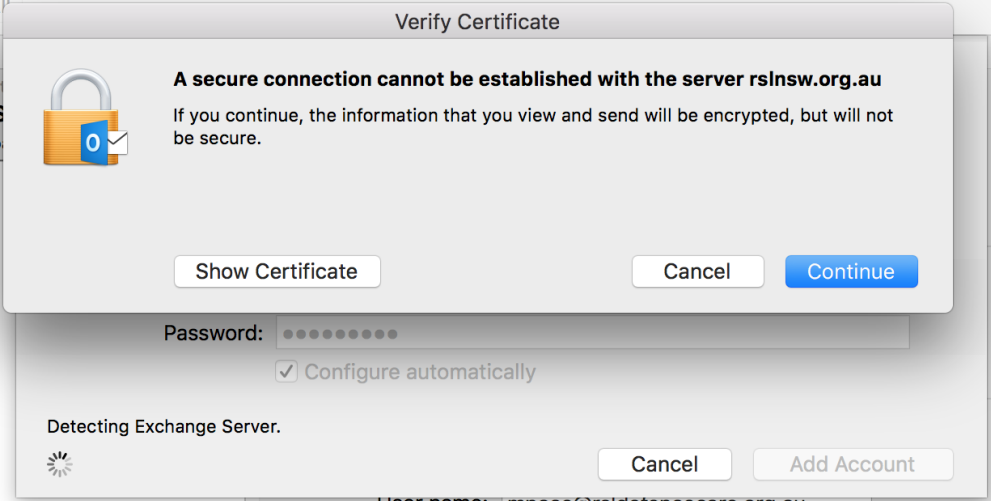 Verify Certificate
A secure connection cannot be established with the server rslnsw.org.au
If you continue, the information that you view and send will be encrypted, but will not
be secure.
Show Certificate
Cancel
Continue
Password:
Configure automatically
Detecting Exchange Server.
Cancel
Add Account